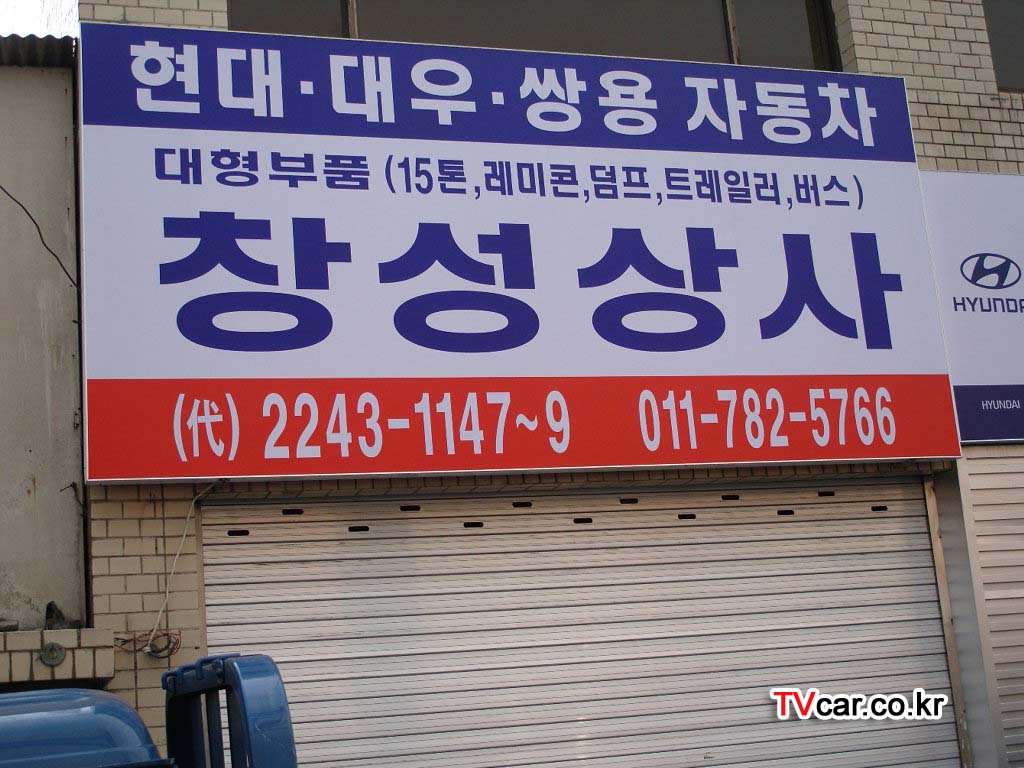 현대·대우·쌍용 자동차
대형부품 (15톤,레미콘,덤프,트레일러,버스)
창성상사
(代) 2243-1147~9 011-782-5766
HYUNDAI
HYUNDAI
TVcar.co.kr